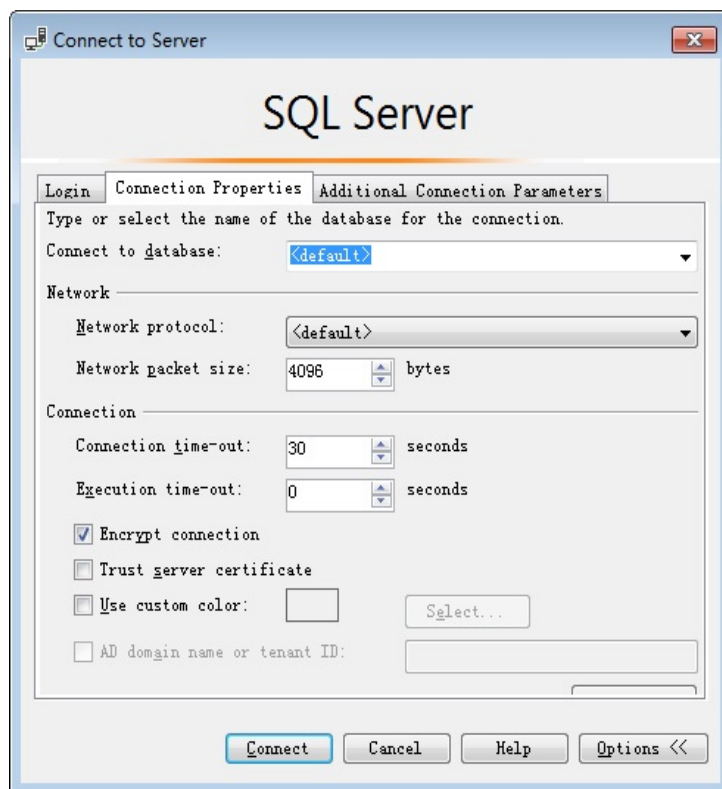 Connect to Server
SQL Server
Login Connection Properties Additional Connection Parameters
Type or select the name of the database for the connection.
Connect to database: <default>
Network
Network protocol: <default>
Network packet size: 4096 bytes
Connection
Connection time-out: 30 seconds
Execution time-out: 0 seconds
Encrypt connection
Trust server certificate
Use custom color: Select...
AD domain name or tenant ID:
Connect Cancel Help Options <<